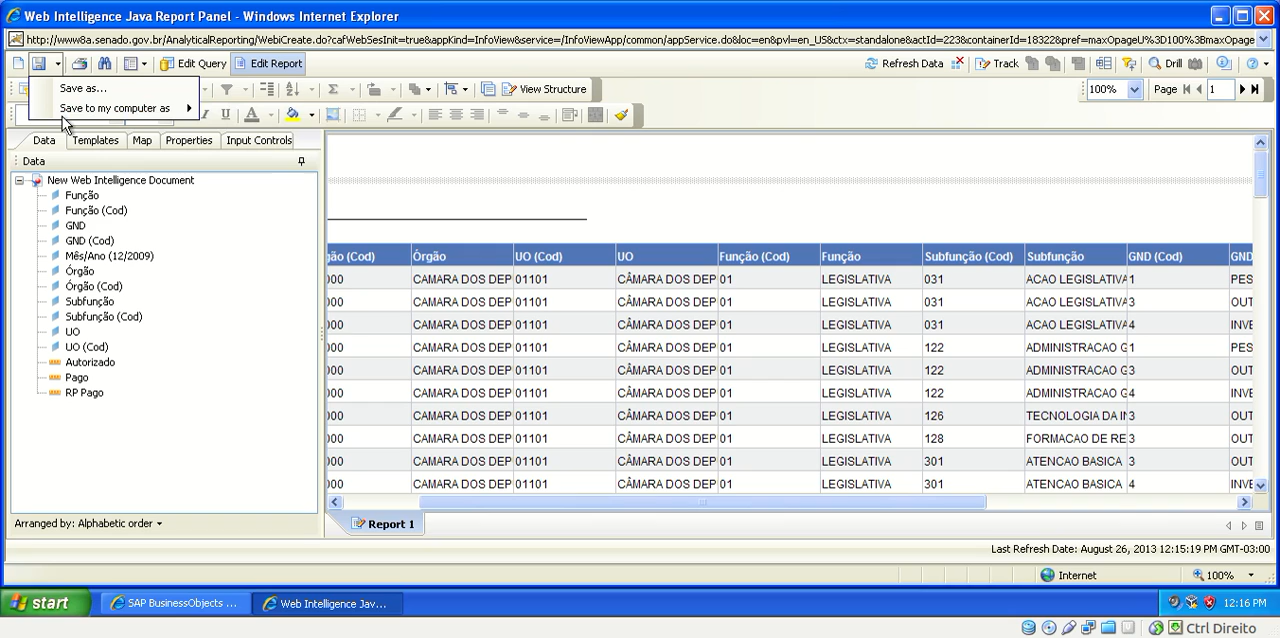 Web Intelligence Java Report Panel - Windows Internet Explorer
http://www8a.senado.gov.br/AnalyticalReporting/WebiCreate.do?cafWebSesInit=true&appKind=InfoView&service=/InfoViewApp/common/appService.do&loc=en&pvl=en_US&ctx=standalone&actId=223&containerId=18322&pref=maxOpageU%3D100%3BmaxOpage
Edit Query Edit Report Refresh Data Track Drill
Save as...
View Structure 100% Page 1
Save to my computer as
Data Templates Map Properties Input Controls
Data
New Web Intelligence Document
Função
Função (Cod)
GND
GND (Cod)
Mês/Ano (12/2009)
Órgão
Órgão (Cod)
Subfunção
Subfunção (Cod)
UO
UO (Cod)
Autorizado
Pago
RP Pago
Arranged by: Alphabetic order
gão (Cod) Órgão UO (Cod) UO Função (Cod) Função Subfunção (Cod) Subfunção GND (Cod) GND
000 CAMARA DOS DEP 01101 CÂMARA DOS DEP 01 LEGISLATIVA 031 ACAO LEGISLATIVA 1 PES
000 CAMARA DOS DEP 01101 CÂMARA DOS DEP 01 LEGISLATIVA 031 ACAO LEGISLATIVA 3 OUT
000 CAMARA DOS DEP 01101 CÂMARA DOS DEP 01 LEGISLATIVA 031 ACAO LEGISLATIVA 4 INVE
000 CAMARA DOS DEP 01101 CÂMARA DOS DEP 01 LEGISLATIVA 122 ADMINISTRACAO G 1 PES
000 CAMARA DOS DEP 01101 CÂMARA DOS DEP 01 LEGISLATIVA 122 ADMINISTRACAO G 3 OUT
000 CAMARA DOS DEP 01101 CÂMARA DOS DEP 01 LEGISLATIVA 122 ADMINISTRACAO G 4 INVE
000 CAMARA DOS DEP 01101 CÂMARA DOS DEP 01 LEGISLATIVA 126 TECNOLOGIA DA IN 3 OUT
000 CAMARA DOS DEP 01101 CÂMARA DOS DEP 01 LEGISLATIVA 128 FORMACAO DE RE 3 OUT
000 CAMARA DOS DEP 01101 CÂMARA DOS DEP 01 LEGISLATIVA 301 ATENCAO BASICA 3 OUT
000 CAMARA DOS DEP 01101 CÂMARA DOS DEP 01 LEGISLATIVA 301 ATENCAO BASICA 4 INVE
Report 1
Last Refresh Date: August 26, 2013 12:15:19 PM GMT-03:00
Internet 100%
start SAP BusinessObjects ... Web Intelligence Jav... 12:16 PM
Ctrl Direito